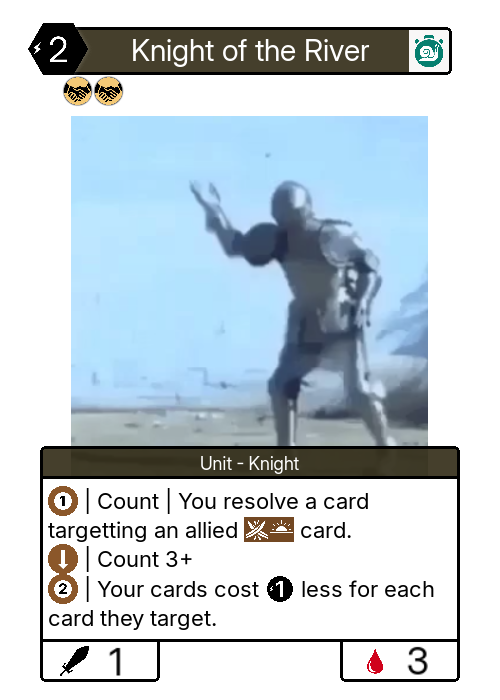 2 Knight of the River
Unit - Knight
1 | Count | You resolve a card
targetting an allied card.
| Count 3+
2 | Your cards cost 1 less for each
card they target.
1 3